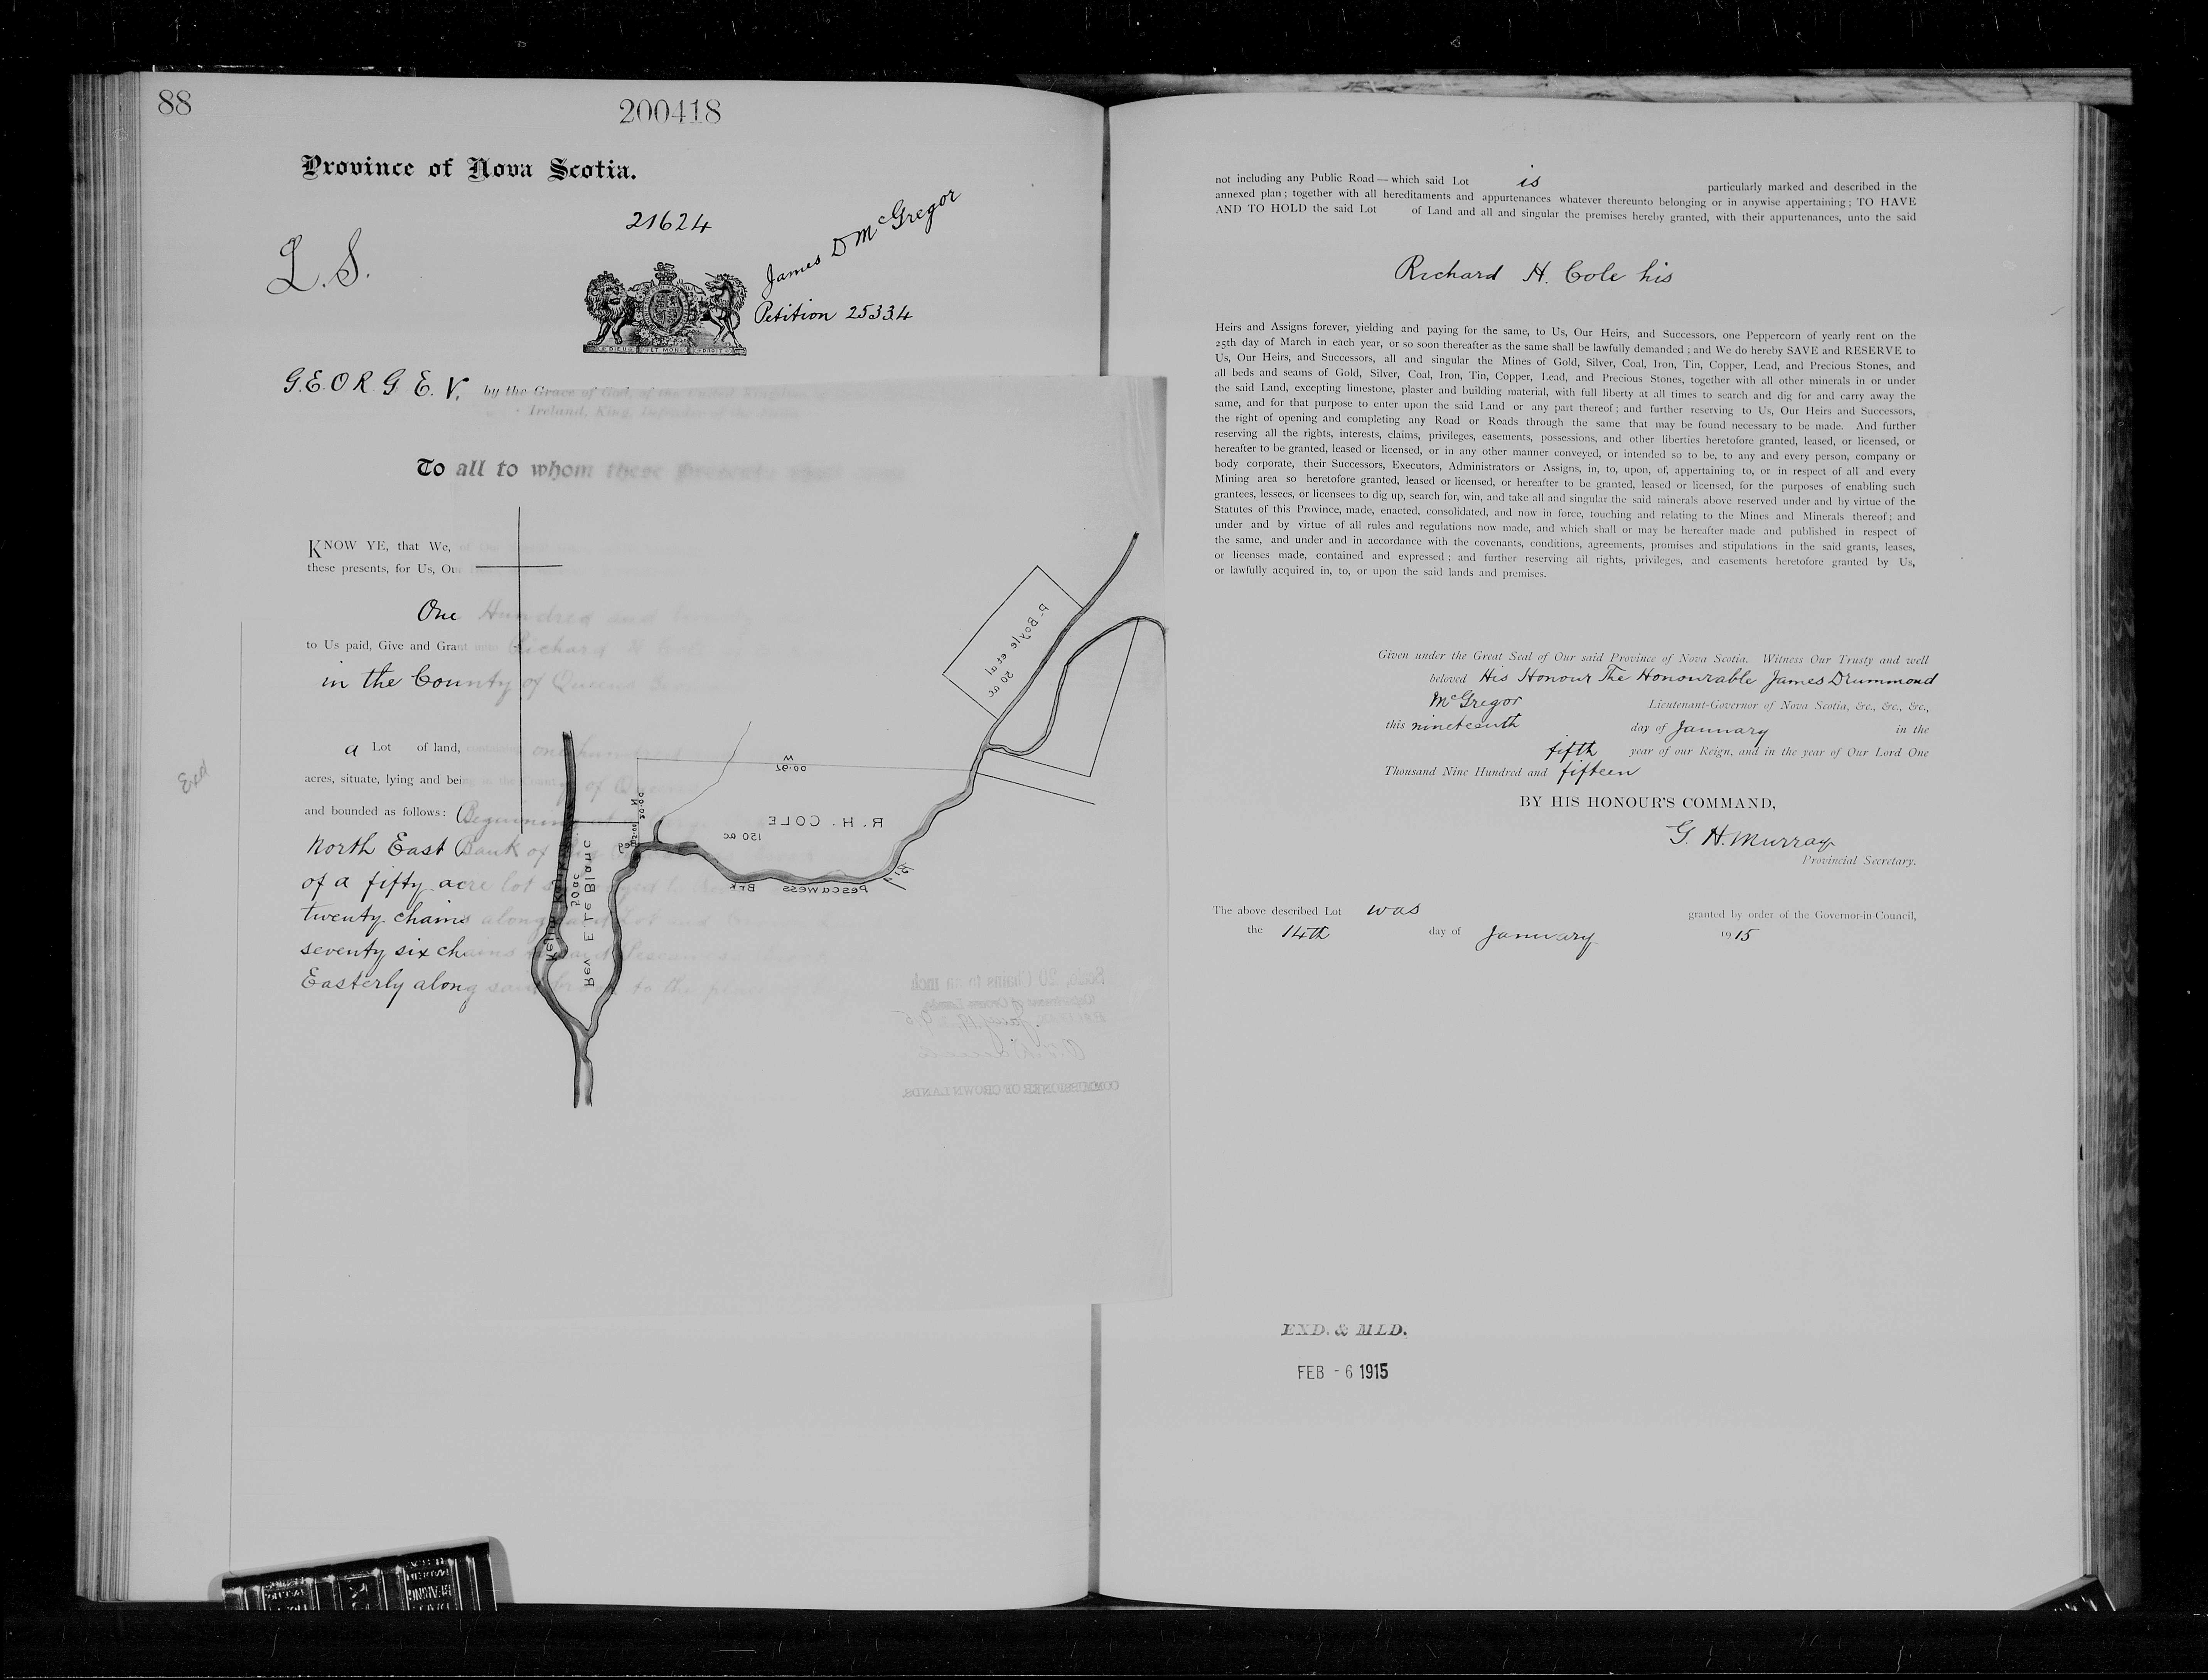 88
200418
Province of Nova Scotia.
21624
L.S.
James D McGregor
Petition 25334
DIEU ET MON DROIT
G.E.O.R.G.E. V. by the Grace of God, of the United Kingdom of
Ireland, King, Defender of the
To all to whom these Presents shall come
KNOW YE, that We,
these presents, for Us, Our
One Hundred and twenty
to Us paid, Give and Grant unto Richard H Cole
in the County of Queens
a Lot of land, containing one hundred
acres, situate, lying and being in the County of Queens
and bounded as follows: Beginning at
North East Bank of
of a fifty acre lot
twenty chains along said lot and
seventy six chains
Easterly along said brook to the place
Exd
P. Boyle et al
50 ac
W
76.00
N
20.00
R. H. COLE
150 ac
Beg
Big
Pescawess Brk
50 ac
Rev E Le Blanc
Scale, 20 Chains to an inch
Department of Crown Lands
COMMISSIONER OF CROWN LANDS.
not including any Public Road — which said Lot is particularly marked and described in the
annexed plan; together with all hereditaments and appurtenances whatever thereunto belonging or in anywise appertaining; TO HAVE
AND TO HOLD the said Lot of Land and all and singular the premises hereby granted, with their appurtenances, unto the said
Richard H. Cole his
Heirs and Assigns forever, yielding and paying for the same, to Us, Our Heirs, and Successors, one Peppercorn of yearly rent on the
25th day of March in each year, or so soon thereafter as the same shall be lawfully demanded; and We do hereby SAVE and RESERVE to
Us, Our Heirs, and Successors, all and singular the Mines of Gold, Silver, Coal, Iron, Tin, Copper, Lead, and Precious Stones, and
all beds and seams of Gold, Silver, Coal, Iron, Tin, Copper, Lead, and Precious Stones, together with all other minerals in or under
the said Land, excepting limestone, plaster and building material, with full liberty at all times to search and dig for and carry away the
same, and for that purpose to enter upon the said Land or any part thereof; and further reserving to Us, Our Heirs and Successors,
the right of opening and completing any Road or Roads through the same that may be found necessary to be made. And further
reserving all the rights, interests, claims, privileges, easements, possessions, and other liberties heretofore granted, leased, or licensed, or
hereafter to be granted, leased or licensed, or in any other manner conveyed, or intended so to be, to any and every person, company or
body corporate, their Successors, Executors, Administrators or Assigns, in, to, upon, of, appertaining to, or in respect of all and every
Mining area so heretofore granted, leased or licensed, or hereafter to be granted, leased or licensed, for the purposes of enabling such
grantees, lessees, or licensees to dig up, search for, win, and take all and singular the said minerals above reserved under and by virtue of the
Statutes of this Province, made, enacted, consolidated, and now in force, touching and relating to the Mines and Minerals thereof; and
under and by virtue of all rules and regulations now made, and which shall or may be hereafter made and published in respect of
the same, and under and in accordance with the covenants, conditions, agreements, promises and stipulations in the said grants, leases,
or licenses made, contained and expressed; and further reserving all rights, privileges, and easements heretofore granted by Us,
or lawfully acquired in, to, or upon the said lands and premises.
Given under the Great Seal of Our said Province of Nova Scotia. Witness Our Trusty and well
beloved His Honour The Honourable James Drummond
McGregor Lieutenant-Governor of Nova Scotia, &c., &c., &c.,
this nineteenth day of January in the
fifth year of our Reign, and in the year of Our Lord One
Thousand Nine Hundred and fifteen
BY HIS HONOUR'S COMMAND,
G. H. Murray
Provincial Secretary.
The above described Lot was granted by order of the Governor-in-Council,
the 14th day of January 1915
EXD. & MLD.
FEB - 6 1915